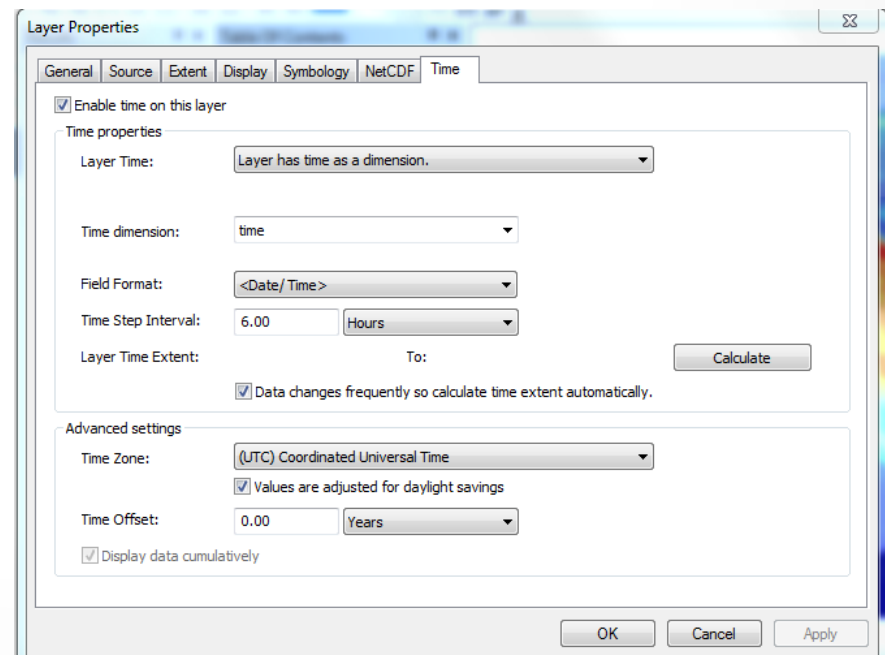 Layer Properties
General Source Extent Display Symbology NetCDF Time
Enable time on this layer
Time properties
Layer Time: Layer has time as a dimension.
Time dimension: time
Field Format: <Date/ Time>
Time Step Interval: 6.00 Hours
Layer Time Extent: To: Calculate
Data changes frequently so calculate time extent automatically.
Advanced settings
Time Zone: (UTC) Coordinated Universal Time
Values are adjusted for daylight savings
Time Offset: 0.00 Years
Display data cumulatively
OK Cancel Apply